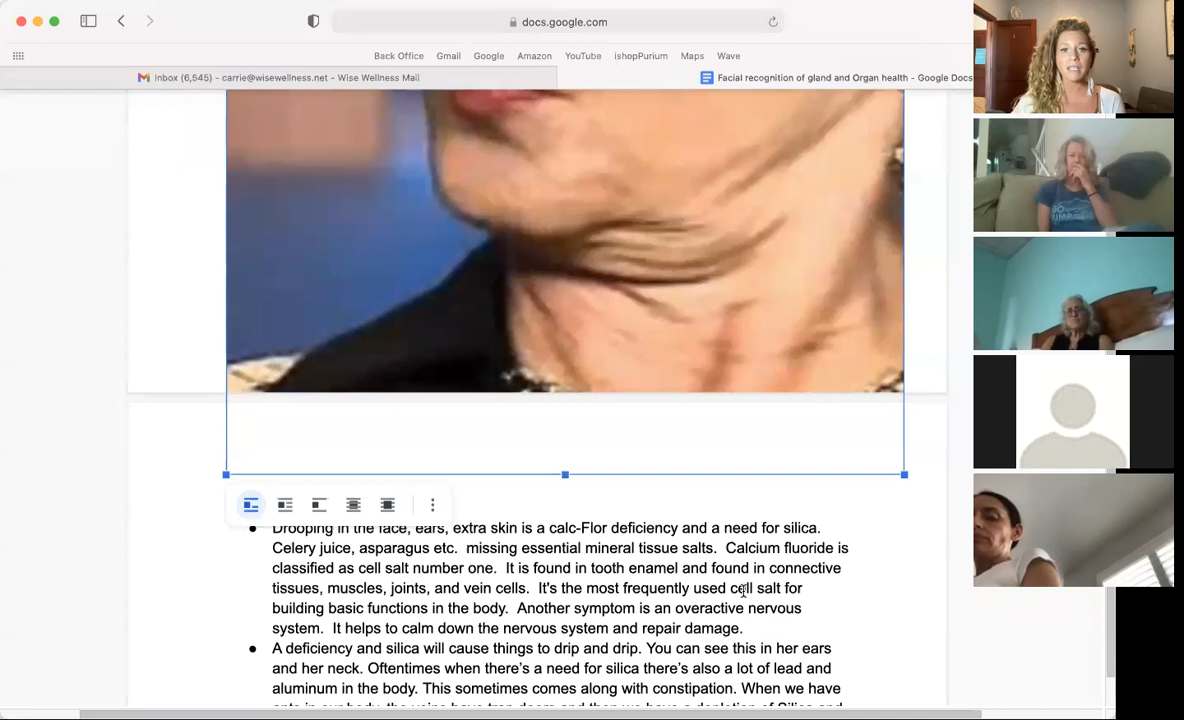 docs.google.com
Back Office Gmail Google Amazon YouTube ishopPurium Maps Wave
Inbox (6,545) - carrie@wisewellness.net - Wise Wellness Mail
Facial recognition of gland and Organ health - Google Docs
Drooping in the face, ears, extra skin is a calc-Flor deficiency and a need for silica.
Celery juice, asparagus etc. missing essential mineral tissue salts. Calcium fluoride is
classified as cell salt number one. It is found in tooth enamel and found in connective
tissues, muscles, joints, and vein cells. It's the most frequently used cell salt for
building basic functions in the body. Another symptom is an overactive nervous
system. It helps to calm down the nervous system and repair damage.
A deficiency and silica will cause things to drip and drip. You can see this in her ears
and her neck. Oftentimes when there's a need for silica there's also a lot of lead and
aluminum in the body. This sometimes comes along with constipation. When we have